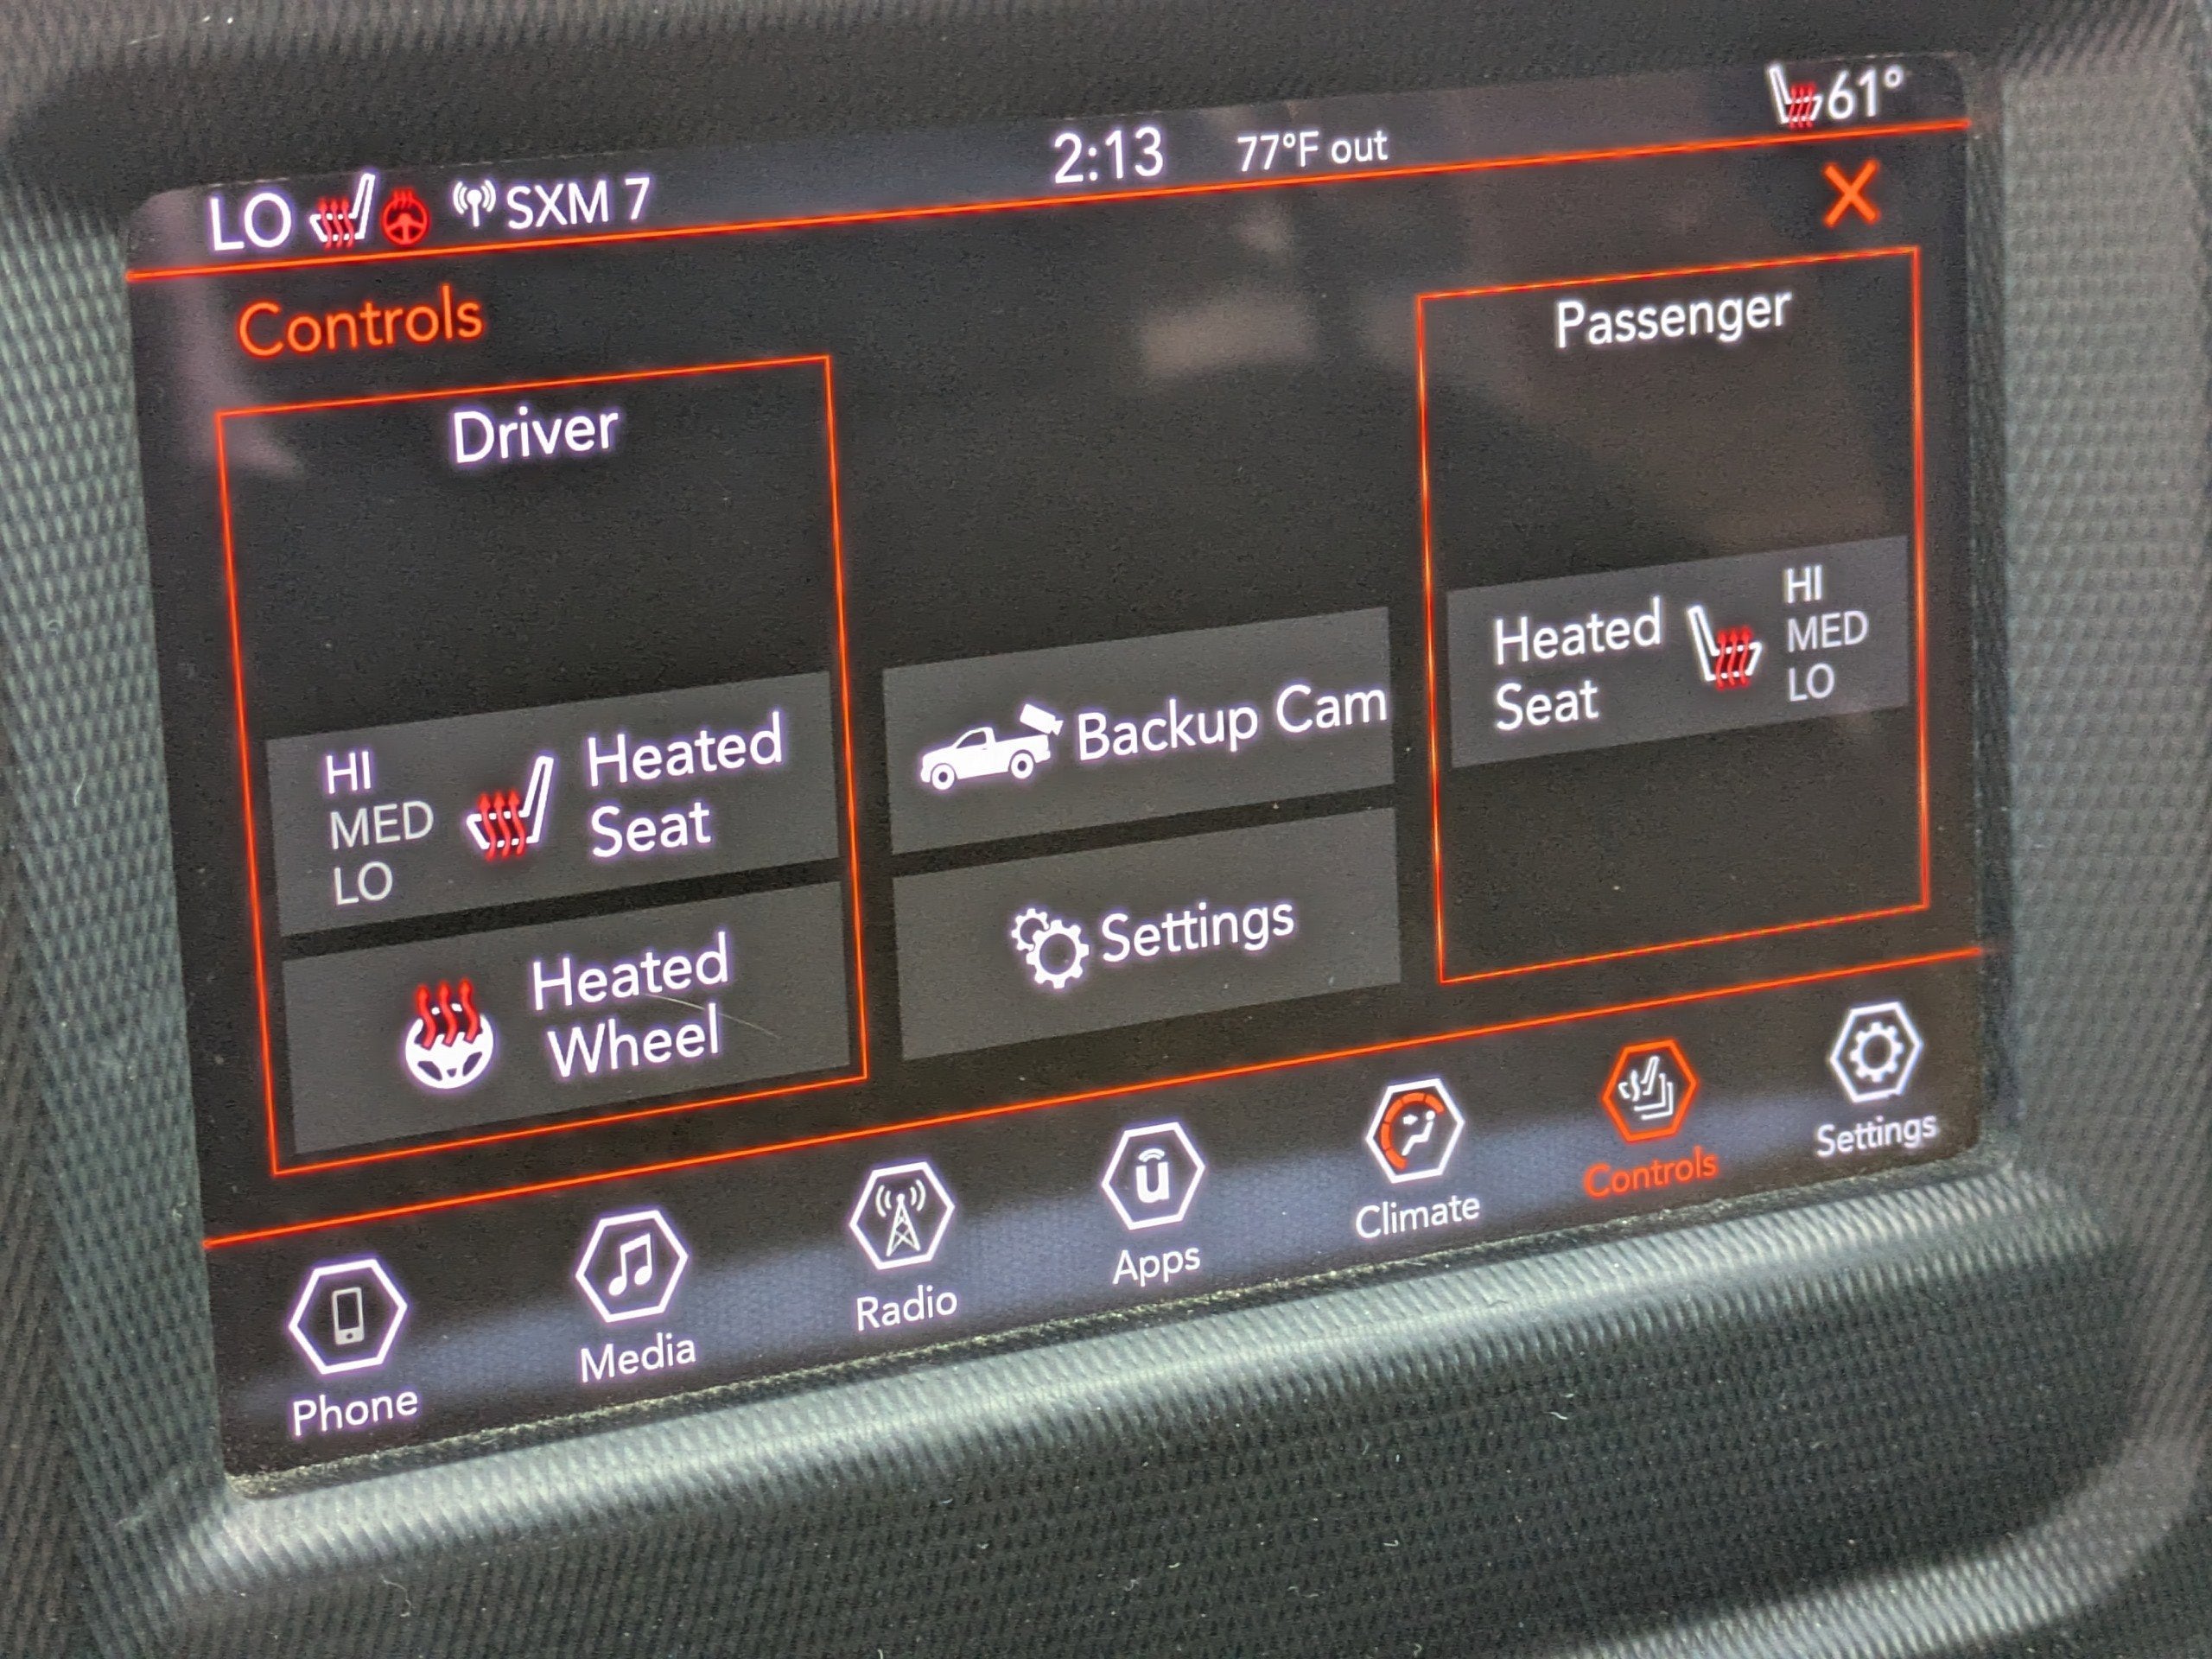 LO SXM 7 2:13 77°F out 61°
X
Controls
Driver
HI
MED
LO
Heated
Seat
Heated
Wheel
Backup Cam
Settings
Passenger
Heated
Seat
HI
MED
LO
Phone
Media
Radio
u
Apps
Climate
Controls
Settings